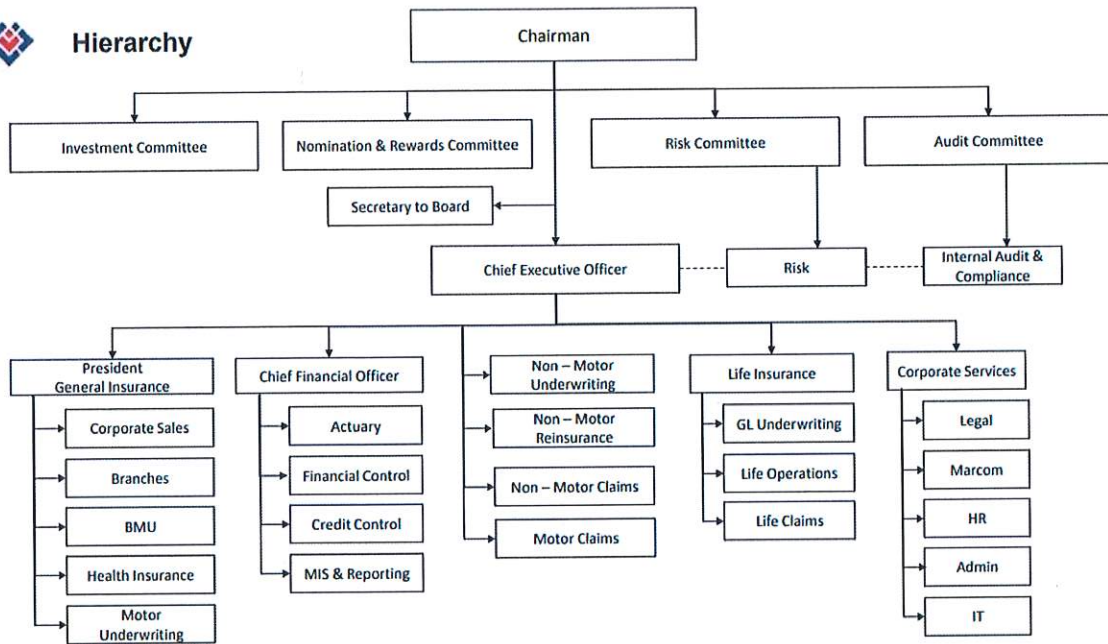 Hierarchy
Chairman
Investment Committee
Nomination & Rewards Committee
Risk Committee
Audit Committee
Secretary to Board
Chief Executive Officer
Risk
Internal Audit &
Compliance
President
General Insurance
Corporate Sales
Branches
BMU
Health Insurance
Motor
Underwriting
Chief Financial Officer
Actuary
Financial Control
Credit Control
MIS & Reporting
Non – Motor
Underwriting
Non – Motor
Reinsurance
Non – Motor Claims
Motor Claims
Life Insurance
GL Underwriting
Life Operations
Life Claims
Corporate Services
Legal
Marcom
HR
Admin
IT